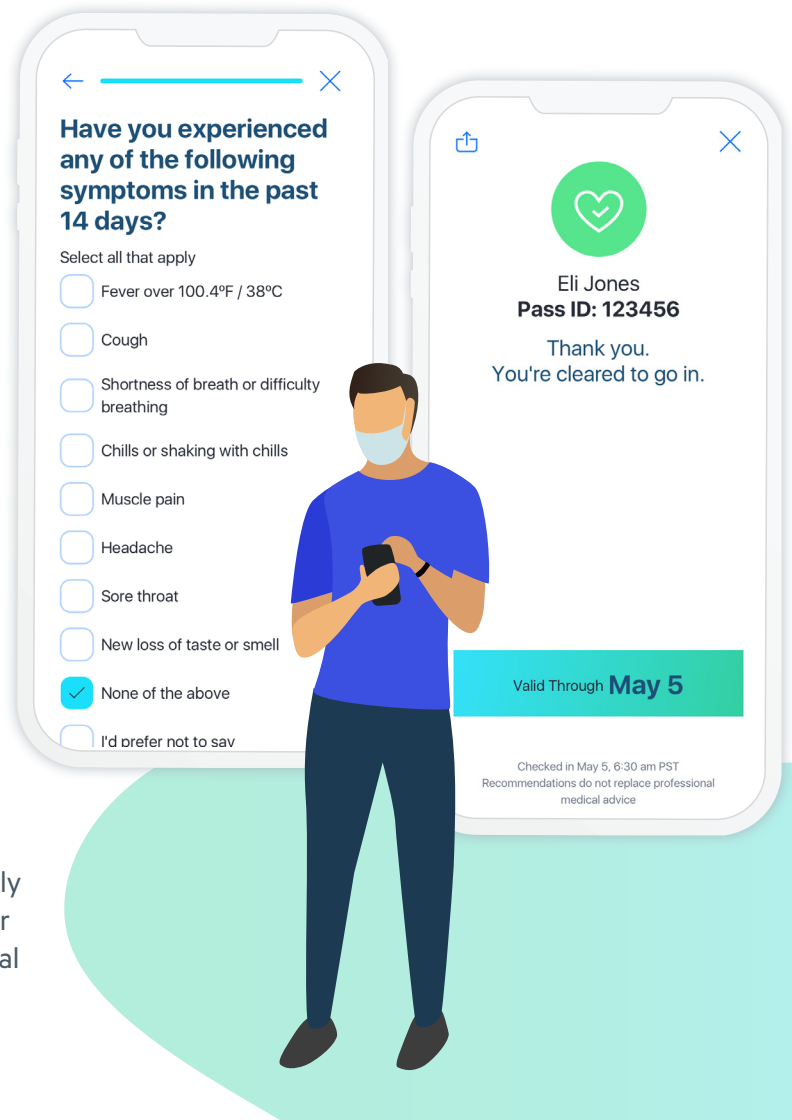 Have you experienced
any of the following
symptoms in the past
14 days?
Select all that apply
Fever over 100.4ºF / 38ºC
Cough
Shortness of breath or difficulty
breathing
Chills or shaking with chills
Muscle pain
Headache
Sore throat
New loss of taste or smell
None of the above
I'd prefer not to say
Eli Jones
Pass ID: 123456
Thank you.
You're cleared to go in.
Valid Through May 5
Checked in May 5, 6:30 am PST
Recommendations do not replace professional
medical advice
ly
r
al